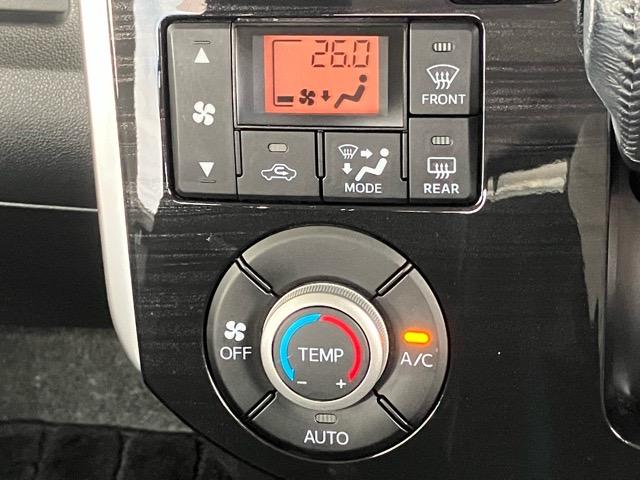 26.0
FRONT
MODE
REAR
OFF
TEMP
A/C
- +
AUTO